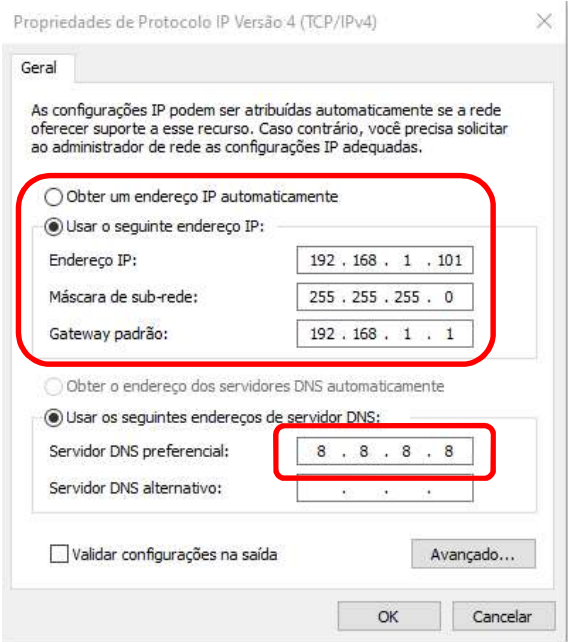 Propriedades de Protocolo IP Versão 4 (TCP/IPv4)
Geral
As configurações IP podem ser atribuídas automaticamente se a rede
oferecer suporte a esse recurso. Caso contrário, você precisa solicitar
ao administrador de rede as configurações IP adequadas.
Obter um endereço IP automaticamente
Usar o seguinte endereço IP:
Endereço IP: 192 . 168 . 1 . 101
Máscara de sub-rede: 255 . 255 . 255 . 0
Gateway padrão: 192 . 168 . 1 . 1
Obter o endereço dos servidores DNS automaticamente
Usar os seguintes endereços de servidor DNS:
Servidor DNS preferencial: 8 . 8 . 8 . 8
Servidor DNS alternativo: . . .
Validar configurações na saída Avançado...
OK Cancelar